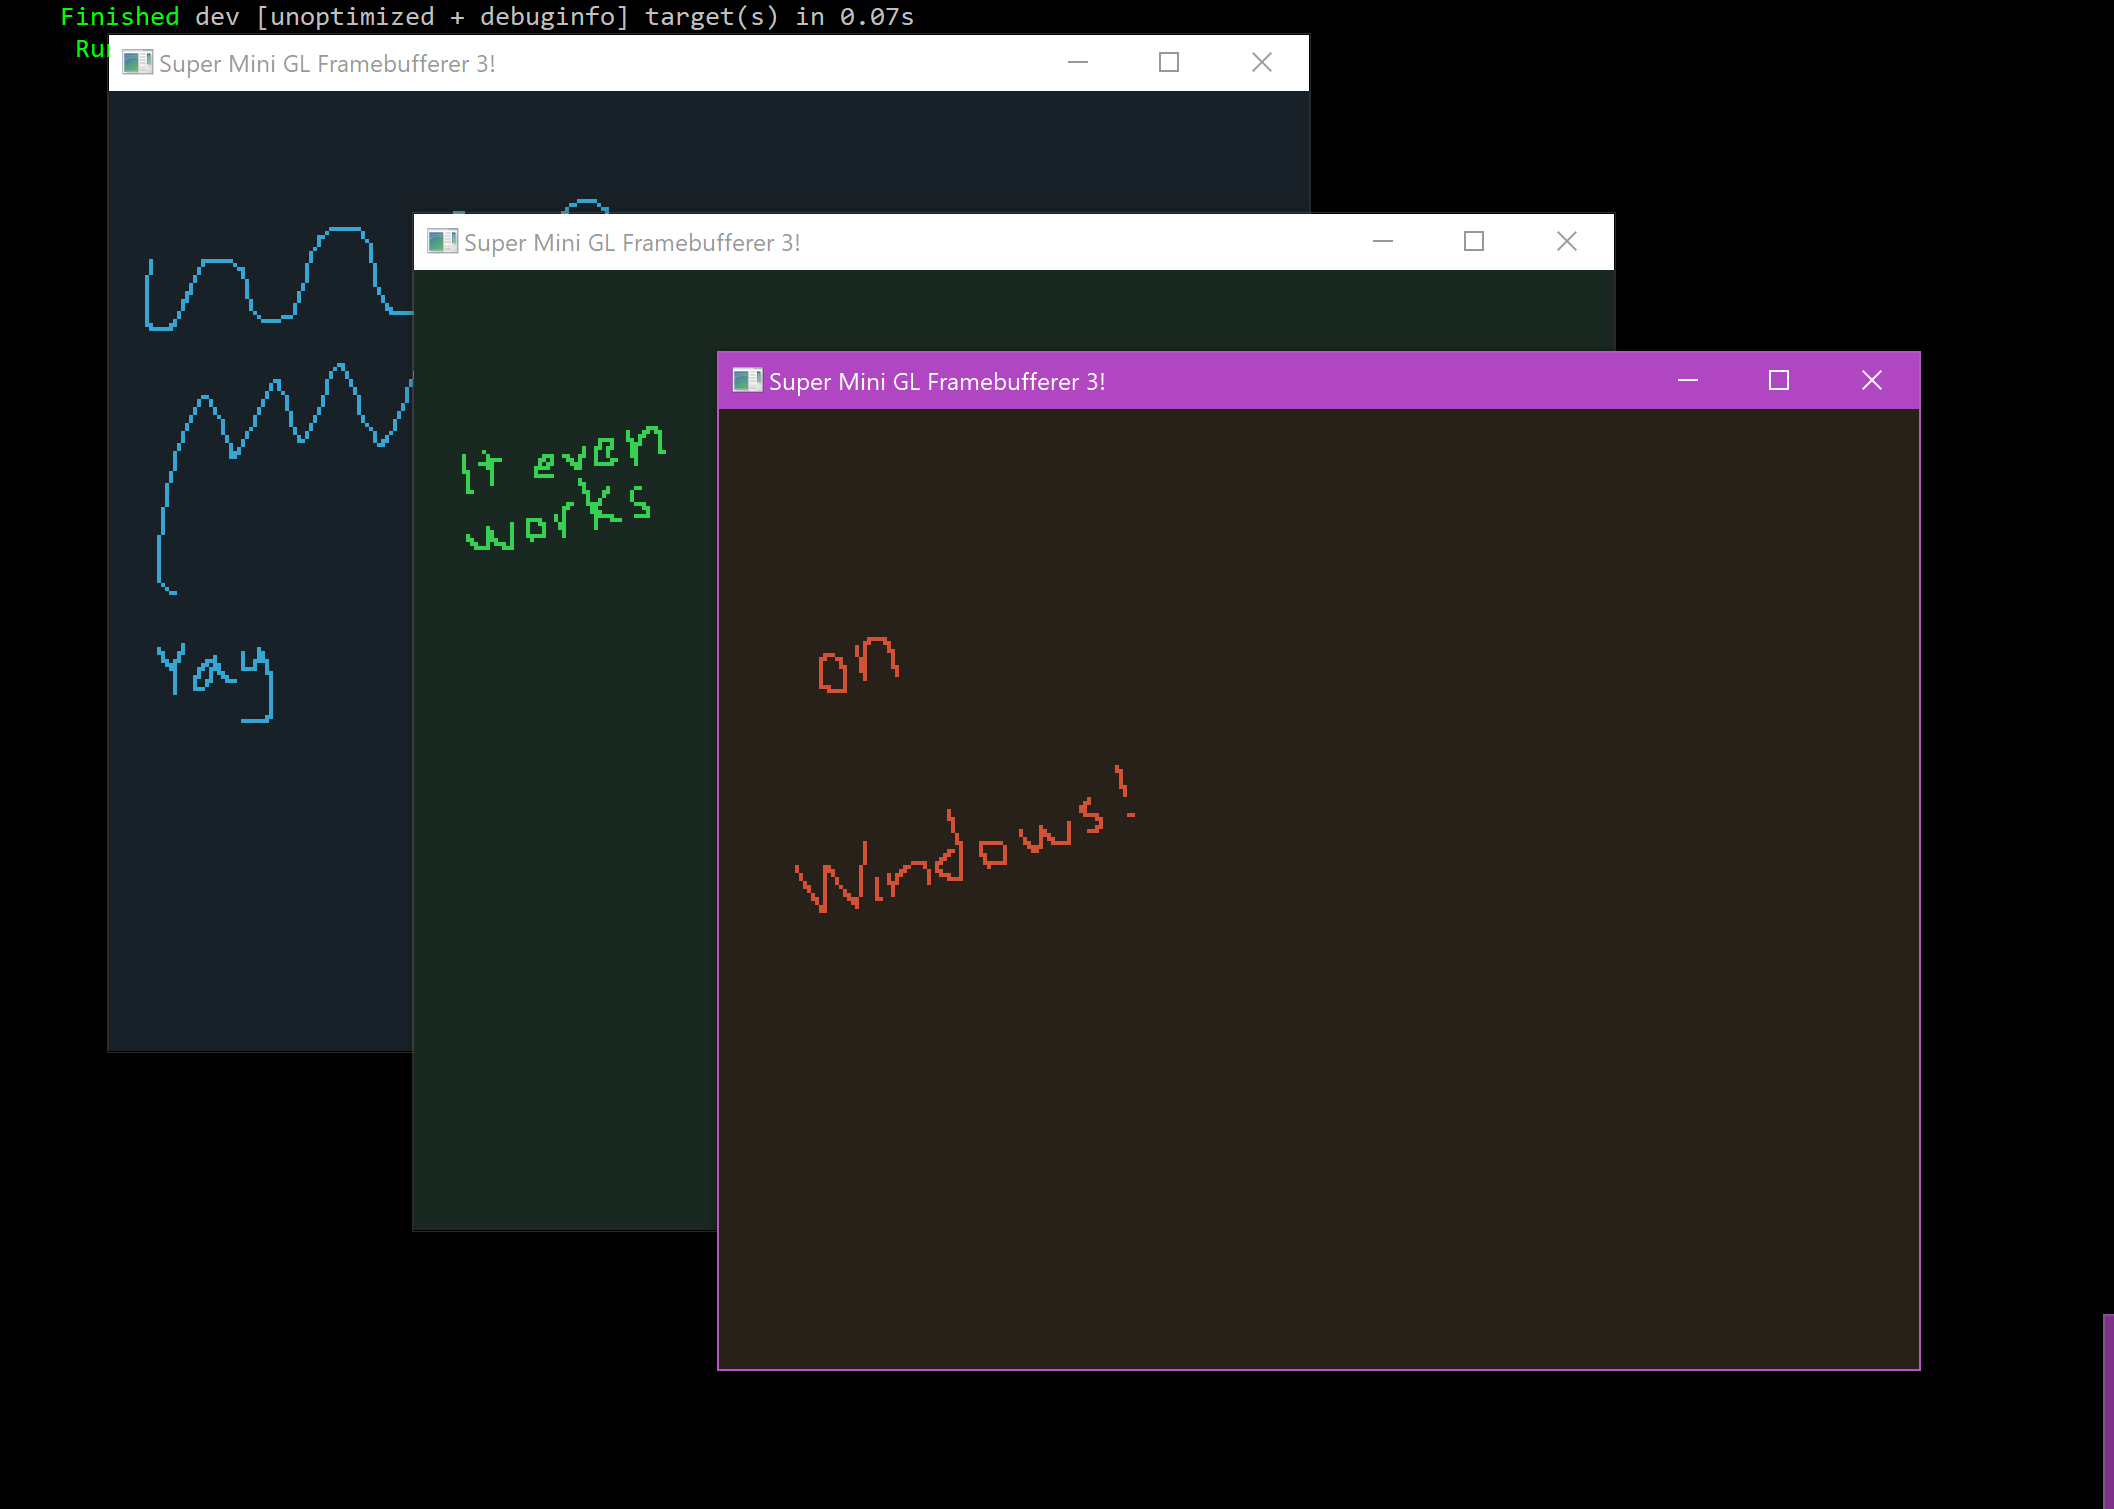 Finished dev [unoptimized + debuginfo] target(s) in 0.07s
Super Mini GL Framebufferer 3!
Yay
Super Mini GL Framebufferer 3!
It even
works
Super Mini GL Framebufferer 3!
on
Windows!